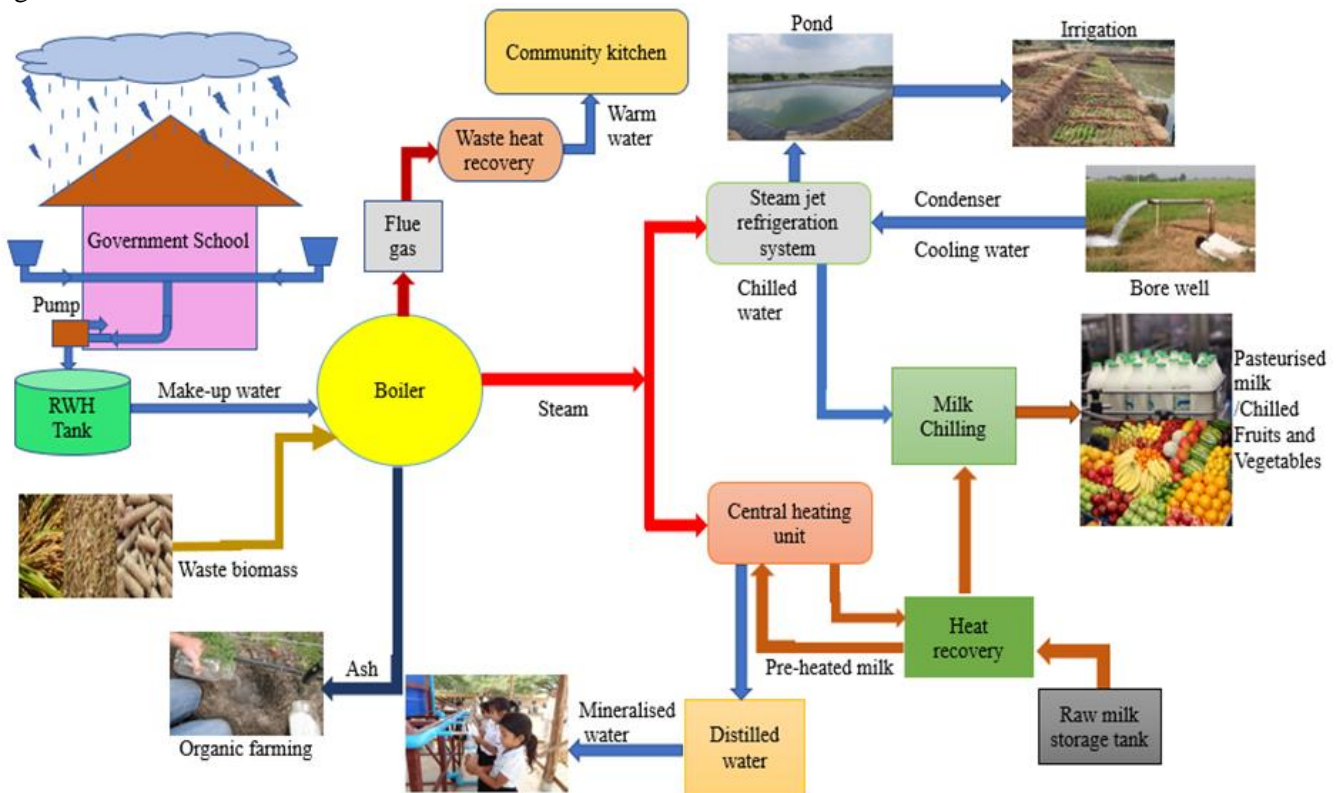 Pond
Irrigation
Community kitchen
Warm
water
Waste heat
recovery
Flue
gas
Steam jet
refrigeration
system
Condenser
Cooling water
Bore well
Government School
Pump
Chilled
water
RWH
Tank
Make-up water
Boiler
Steam
Milk
Chilling
Pasteurised
milk
/Chilled
Fruits and
Vegetables
Waste biomass
Central heating
unit
Heat
recovery
Pre-heated milk
Raw milk
storage tank
Ash
Organic farming
Mineralised
water
Distilled
water